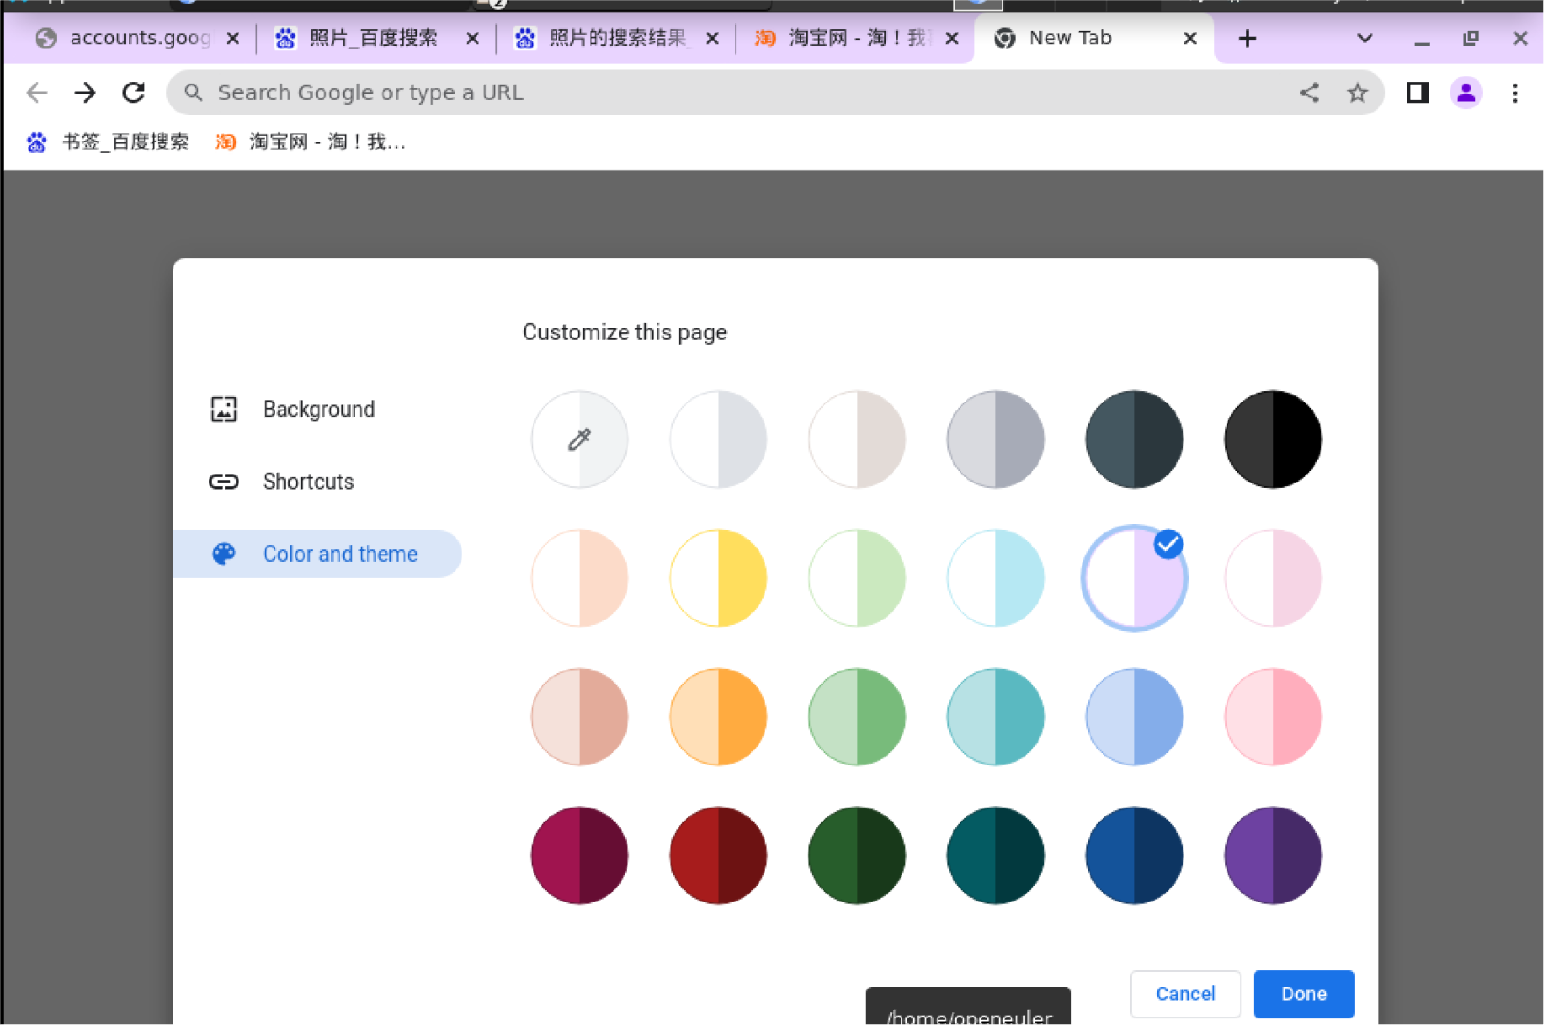 accounts.goog
照片_百度搜索
照片的搜索结果_
淘宝网 - 淘！我
New Tab
Search Google or type a URL
书签_百度搜索
淘宝网 - 淘！我...
Customize this page
Background
Shortcuts
Color and theme
Cancel
Done
/home/openeuler